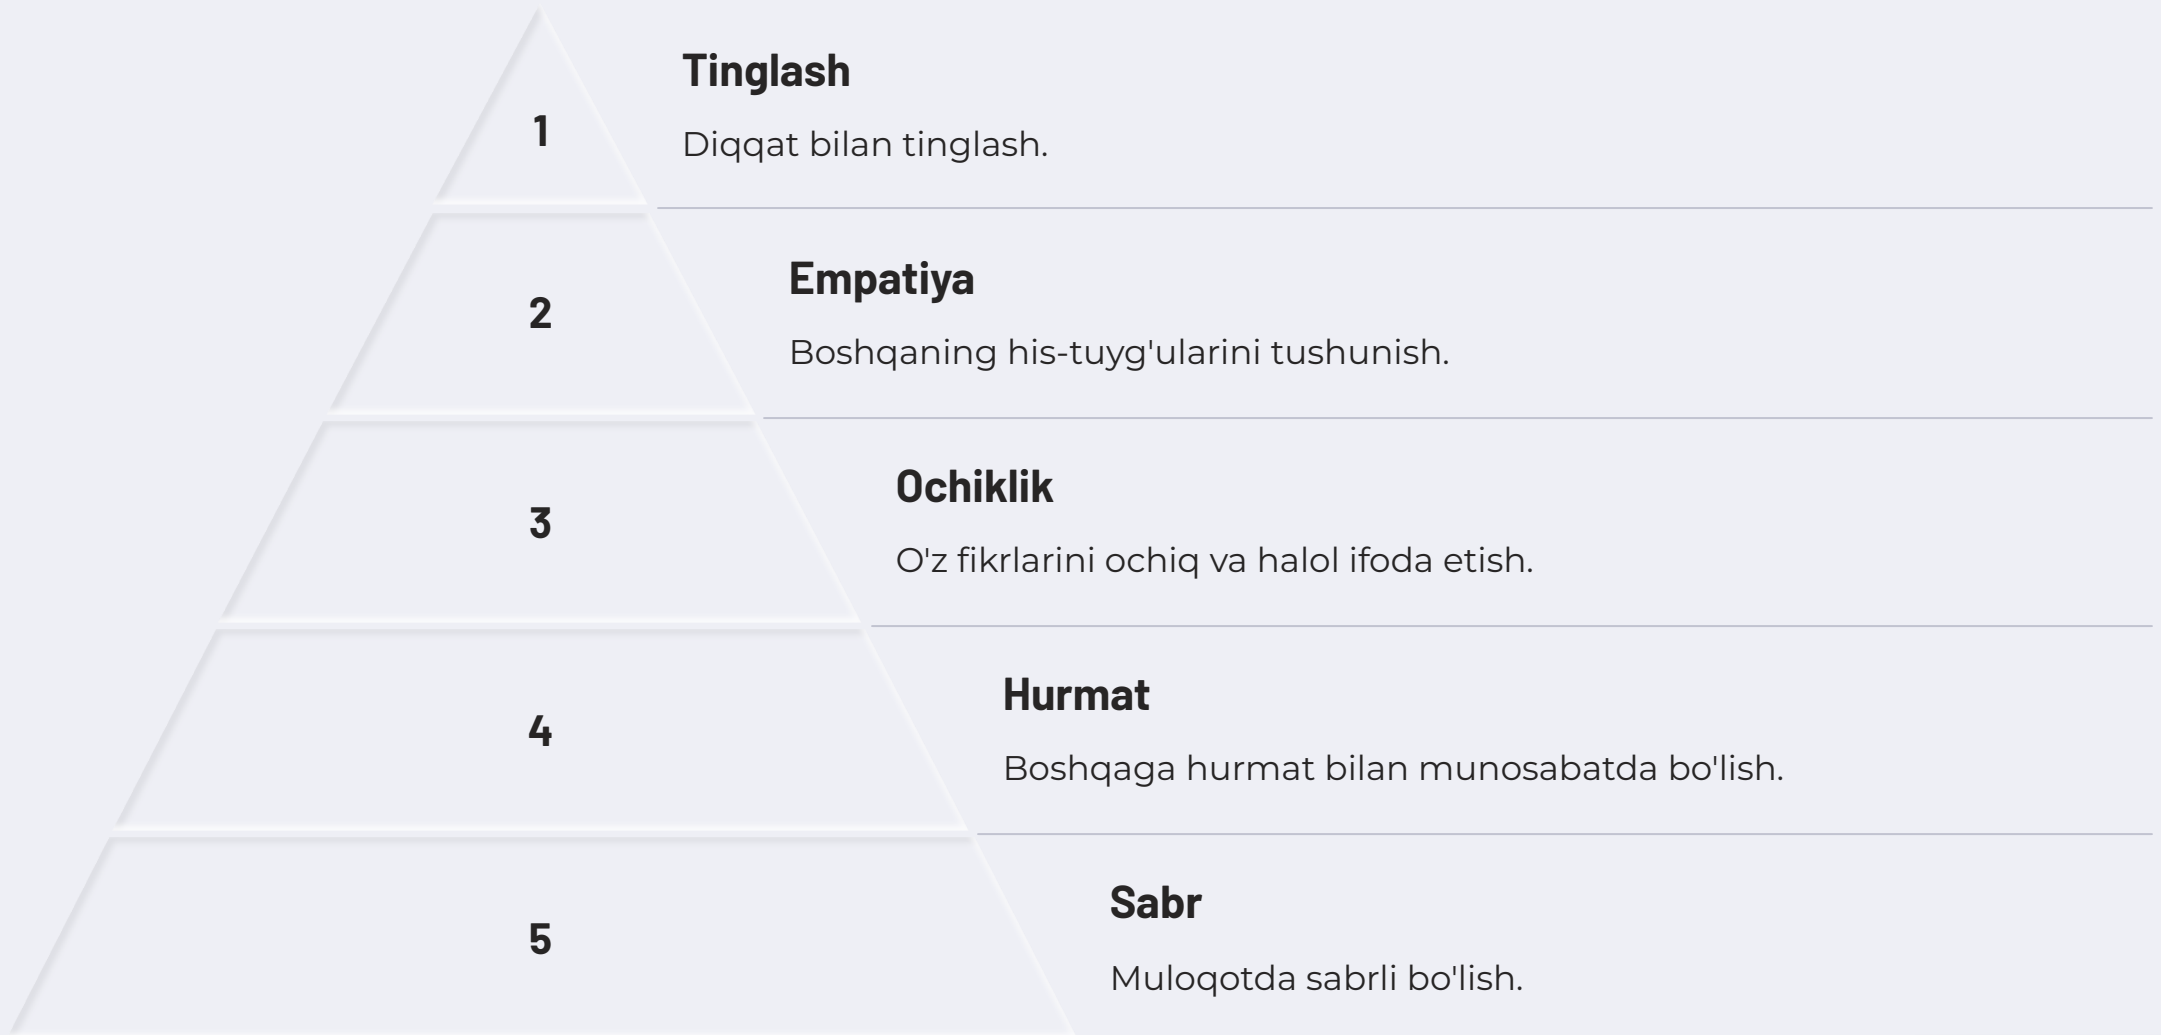 1
Tinglash
Diqqat bilan tinglash.
2
Empatiya
Boshqaning his-tuyg'ularini tushunish.
3
Ochiklik
O'z fikrlarini ochiq va halol ifoda etish.
4
Hurmat
Boshqaga hurmat bilan munosabatda bo'lish.
5
Sabr
Muloqotda sabrli bo'lish.